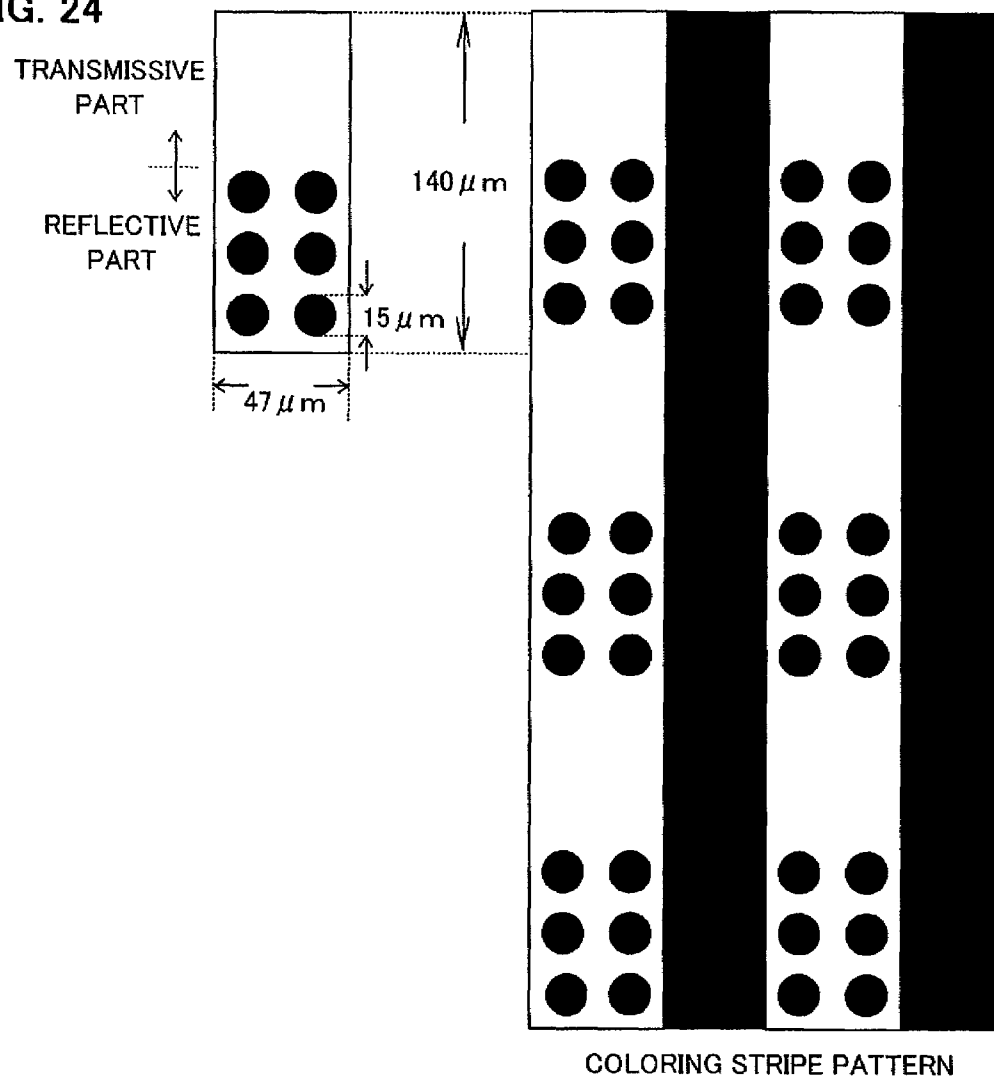 IG. 24
TRANSMISSIVE
PART
REFLECTIVE
PART
140 μm
15 μm
47 μm
COLORING STRIPE PATTERN